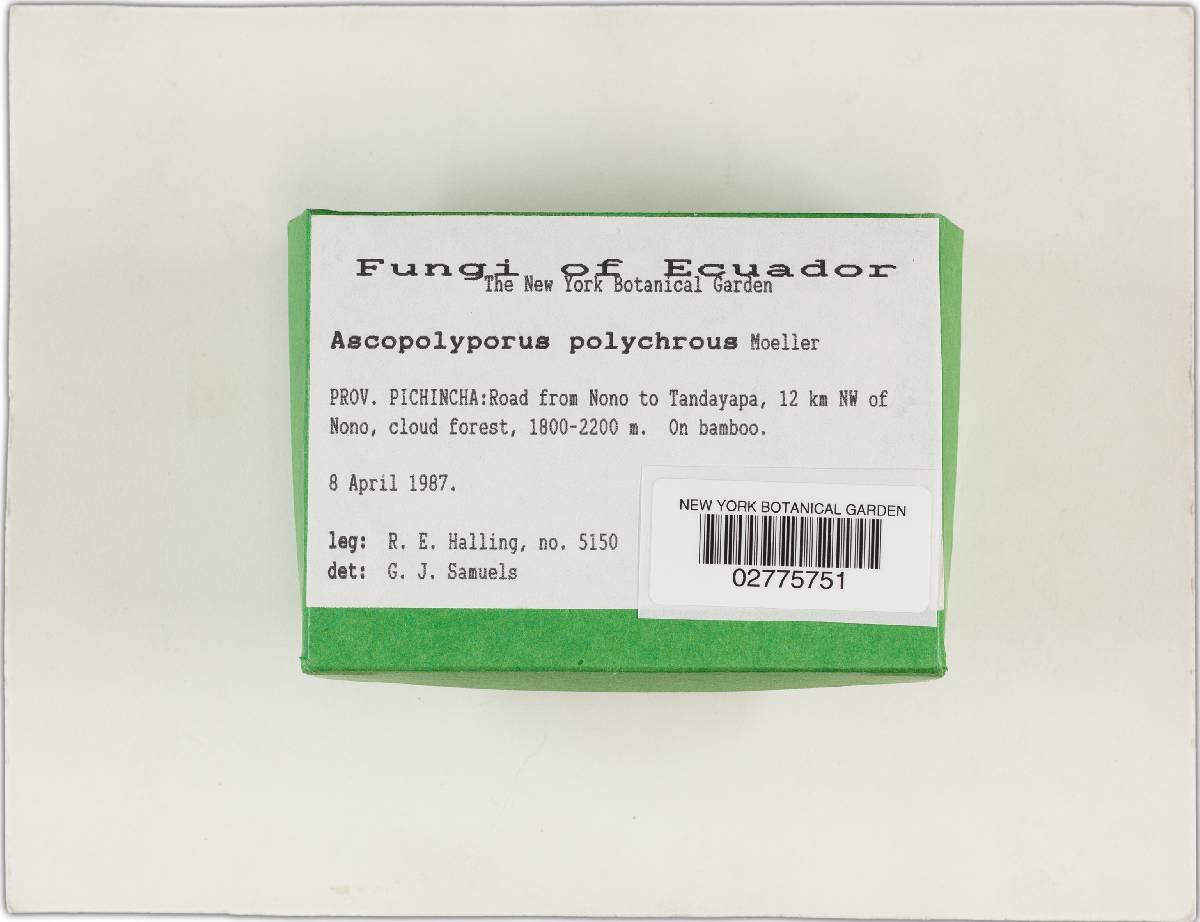 Fungi of Ecuador
The New York Botanical Garden
Ascopolyporus polychrous Moeller
PROV. PICHINCHA:Road from Nono to Tandayapa, 12 km NW of
Nono, cloud forest, 1800-2200 m. On bamboo.
8 April 1987.
leg: R. E. Halling, no. 5150
det: G. J. Samuels
NEW YORK BOTANICAL GARDEN
02775751